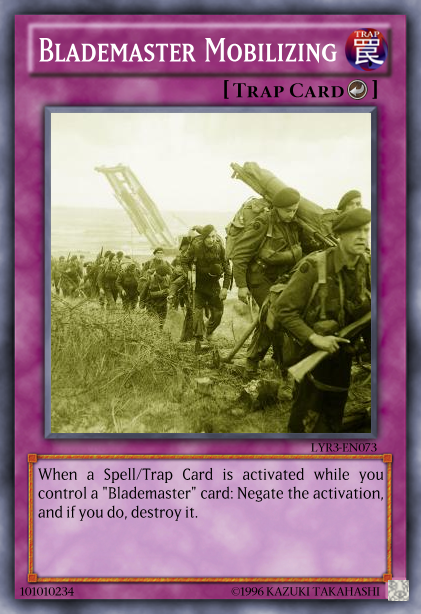 Blademaster Mobilizing
TRAP
罠
[TRAP CARD]
LYR3-EN073
When a Spell/Trap Card is activated while you
control a "Blademaster" card: Negate the activation,
and if you do, destroy it.
101010234
©1996 KAZUKI TAKAHASHI